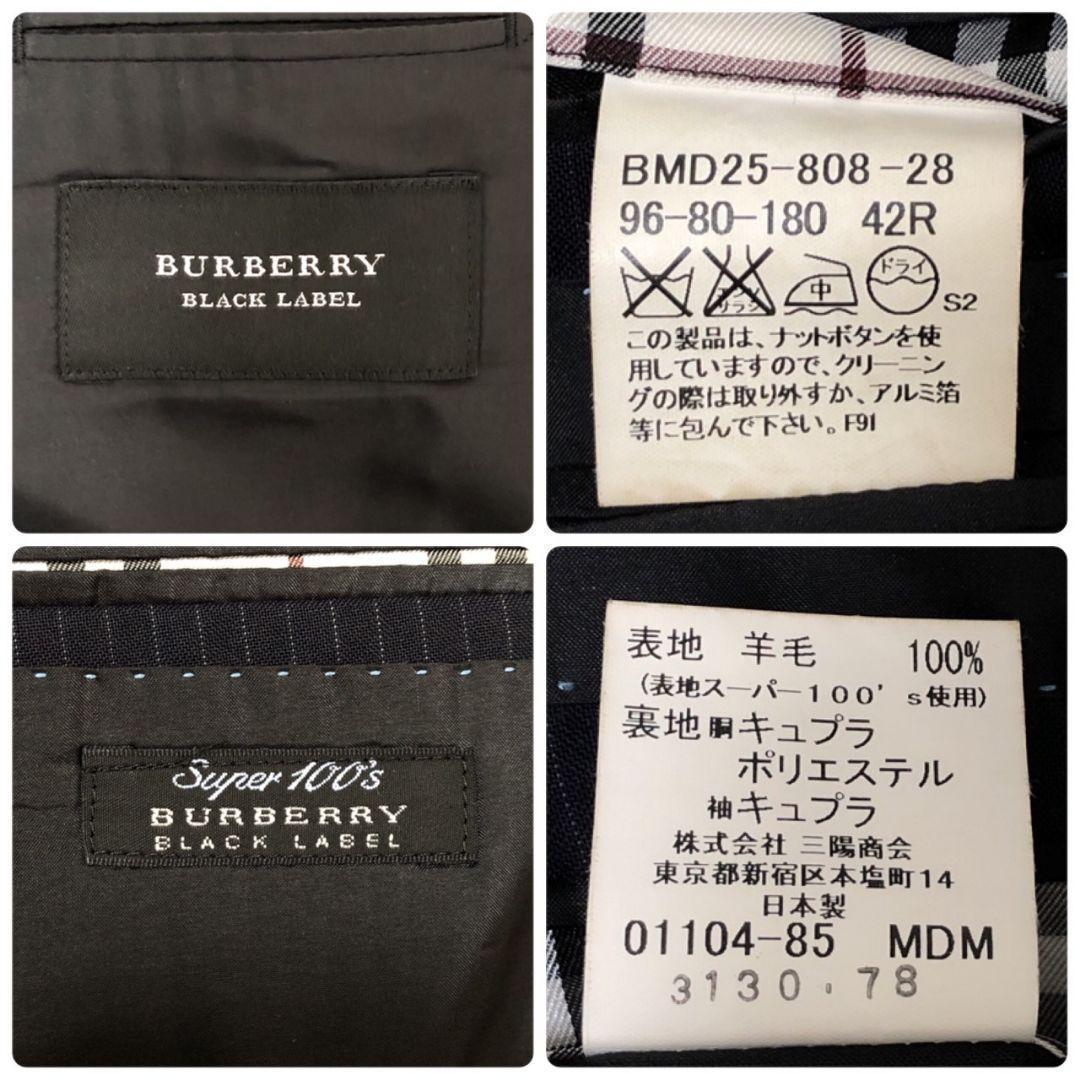 BURBERRY
BLACK LABEL
BMD25-808-28
96-80-180 42R
エンソ
サラシ
中
ドライ
S2
この製品は、ナットボタンを使
用していますので、クリーニン
グの際は取り外すか、アルミ箔
等に包んで下さい。F91
Super 100's
BURBERRY
BLACK LABEL
表地 羊毛 100%
(表地スーパー100's使用)
裏地 胴 キュプラ
ポリエステル
袖 キュプラ
株式会社 三陽商会
東京都新宿区本塩町14
日本製
01104-85 MDM
3130.78